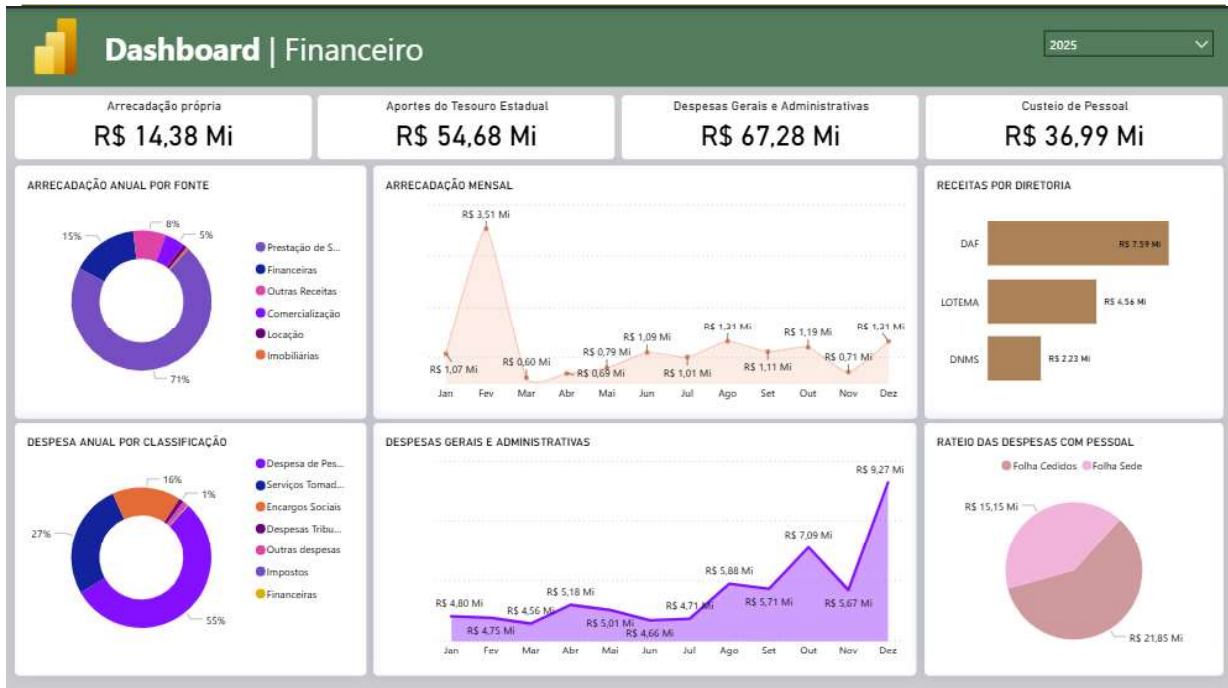 Dashboard | Financeiro
2025
Arrecadação própria
R$ 14,38 Mi
Aportes do Tesouro Estadual
R$ 54,68 Mi
Despesas Gerais e Administrativas
R$ 67,28 Mi
Custeio de Pessoal
R$ 36,99 Mi
ARRECADAÇÃO ANUAL POR FONTE
8%
15%
5%
71%
Prestação de S...
Financeiras
Outras Receitas
Comercialização
Locação
Imobiliárias
ARRECADAÇÃO MENSAL
R$ 1,07 Mi
R$ 3,51 Mi
R$ 0,60 Mi
R$ 0,69 Mi
R$ 0,79 Mi
R$ 1,09 Mi
R$ 1,01 Mi
R$ 1,31 Mi
R$ 1,11 Mi
R$ 1,19 Mi
R$ 0,71 Mi
R$ 1,31 Mi
Jan Fev Mar Abr Mai Jun Jul Ago Set Out Nov Dez
RECEITAS POR DIRETORIA
DAF R$ 7.59 Mi
LOTEMA R$ 4,56 Mi
DNMS R$ 2.23 Mi
DESPESA ANUAL POR CLASSIFICAÇÃO
16%
1%
27%
55%
Despesa de Pes...
Serviços Tomad...
Encargos Sociais
Despesas Tribu...
Outras despesas
Impostos
Financeiras
DESPESAS GERAIS E ADMINISTRATIVAS
R$ 4,80 Mi
R$ 4,75 Mi
R$ 4,56 Mi
R$ 5,18 Mi
R$ 5,01 Mi
R$ 4,66 Mi
R$ 4,71 Mi
R$ 5,88 Mi
R$ 5,71 Mi
R$ 7,09 Mi
R$ 5,67 Mi
R$ 9,27 Mi
Jan Fev Mar Abr Mai Jun Jul Ago Set Out Nov Dez
RATEIO DAS DESPESAS COM PESSOAL
Folha Cedidos Folha Sede
R$ 15,15 Mi
R$ 21,85 Mi